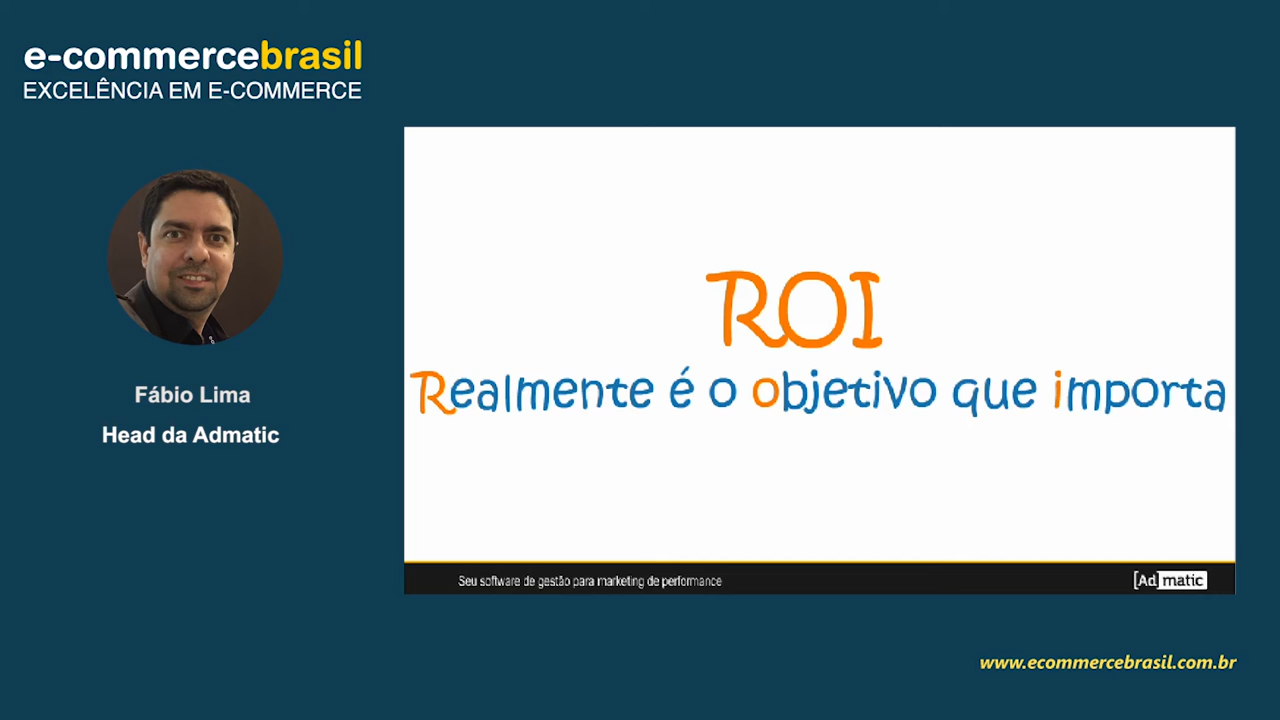 e-commercebrasil
EXCELÊNCIA EM E-COMMERCE
Fábio Lima
Head da Admatic
ROI
Realmente é o objetivo que importa
Seu software de gestão para marketing de performance
[Ad]matic
www.ecommercebrasil.com.br